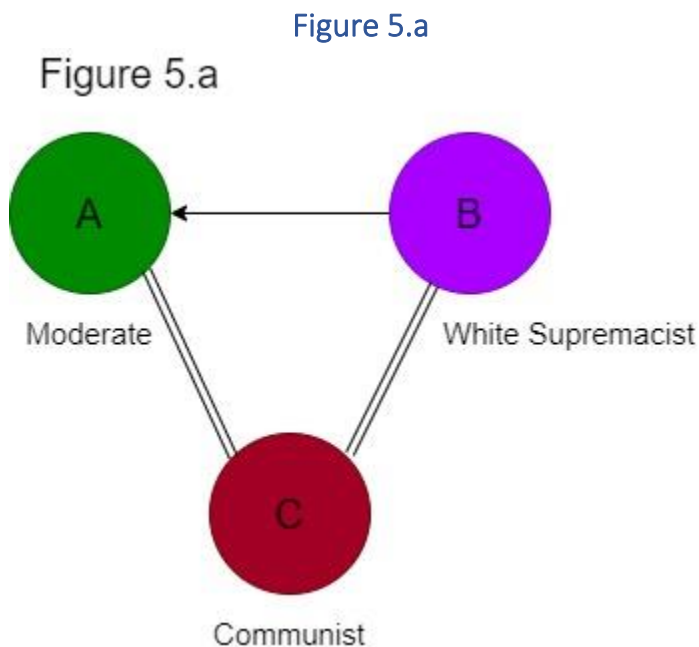 Figure 5.a
Figure 5.a
A
B
Moderate
White Supremacist
C
Communist